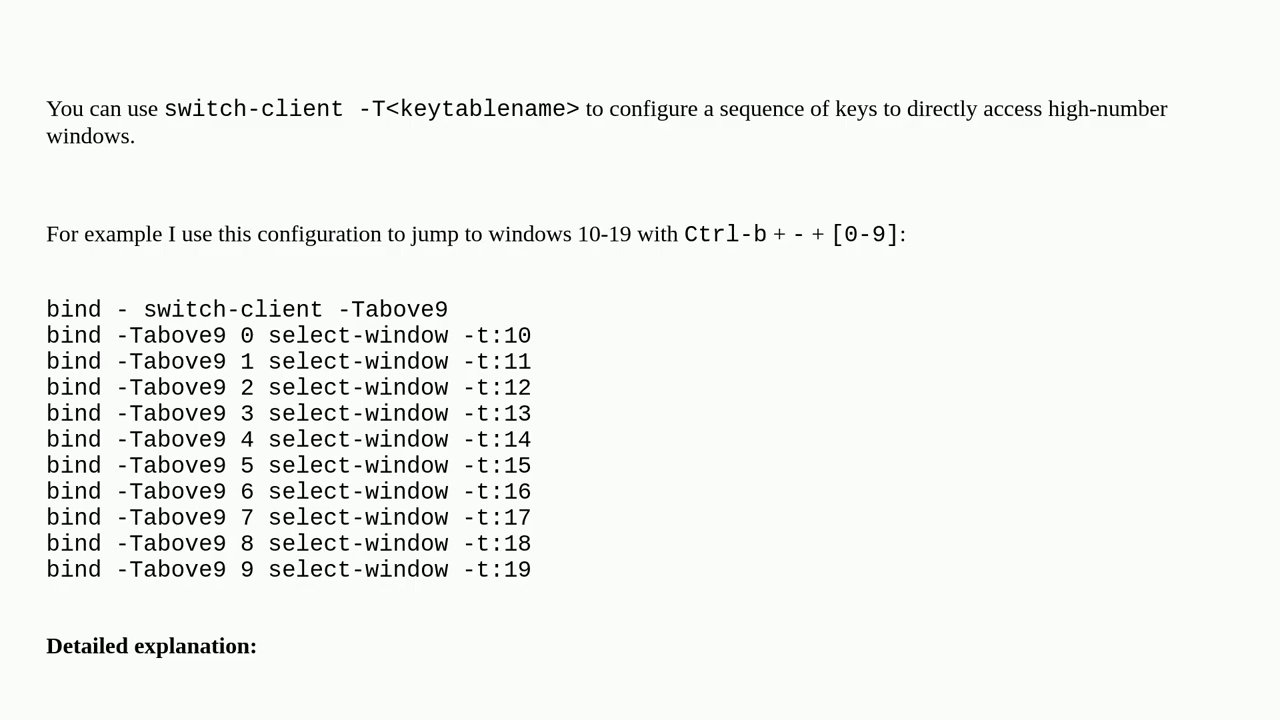 You can use switch-client -T<keytablename> to configure a sequence of keys to directly access high-number
windows.
For example I use this configuration to jump to windows 10-19 with Ctrl-b + - + [0-9]:
bind - switch-client -Tabove9
bind -Tabove9 0 select-window -t:10
bind -Tabove9 1 select-window -t:11
bind -Tabove9 2 select-window -t:12
bind -Tabove9 3 select-window -t:13
bind -Tabove9 4 select-window -t:14
bind -Tabove9 5 select-window -t:15
bind -Tabove9 6 select-window -t:16
bind -Tabove9 7 select-window -t:17
bind -Tabove9 8 select-window -t:18
bind -Tabove9 9 select-window -t:19
Detailed explanation: